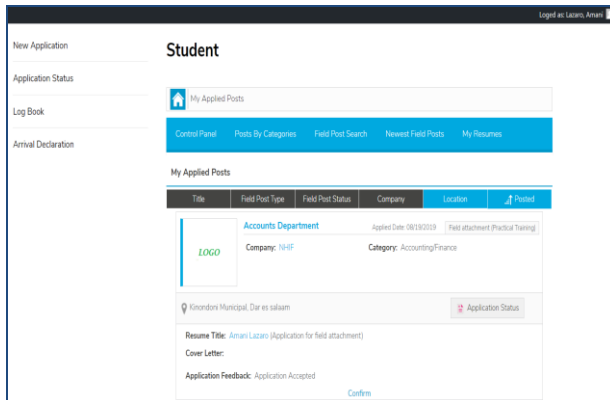 Loged as: Lazaro, Amani
New Application
Application Status
Log Book
Arrival Declaration
Student
My Applied Posts
Control Panel Posts By Categories Field Post Search Newest Field Posts My Resumes
My Applied Posts
Title Field Post Type Field Post Status Company Location Posted
LOGO
Accounts Department Applied Date: 08/19/2019 Field attachment (Practical Training)
Company: NHIF Category: Accounting/Finance
Kinondoni Municipal, Dar es salaam Application Status
Resume Title: Amani Lazaro (Application for field attachment)
Cover Letter:
Application Feedback: Application Accepted
Confirm